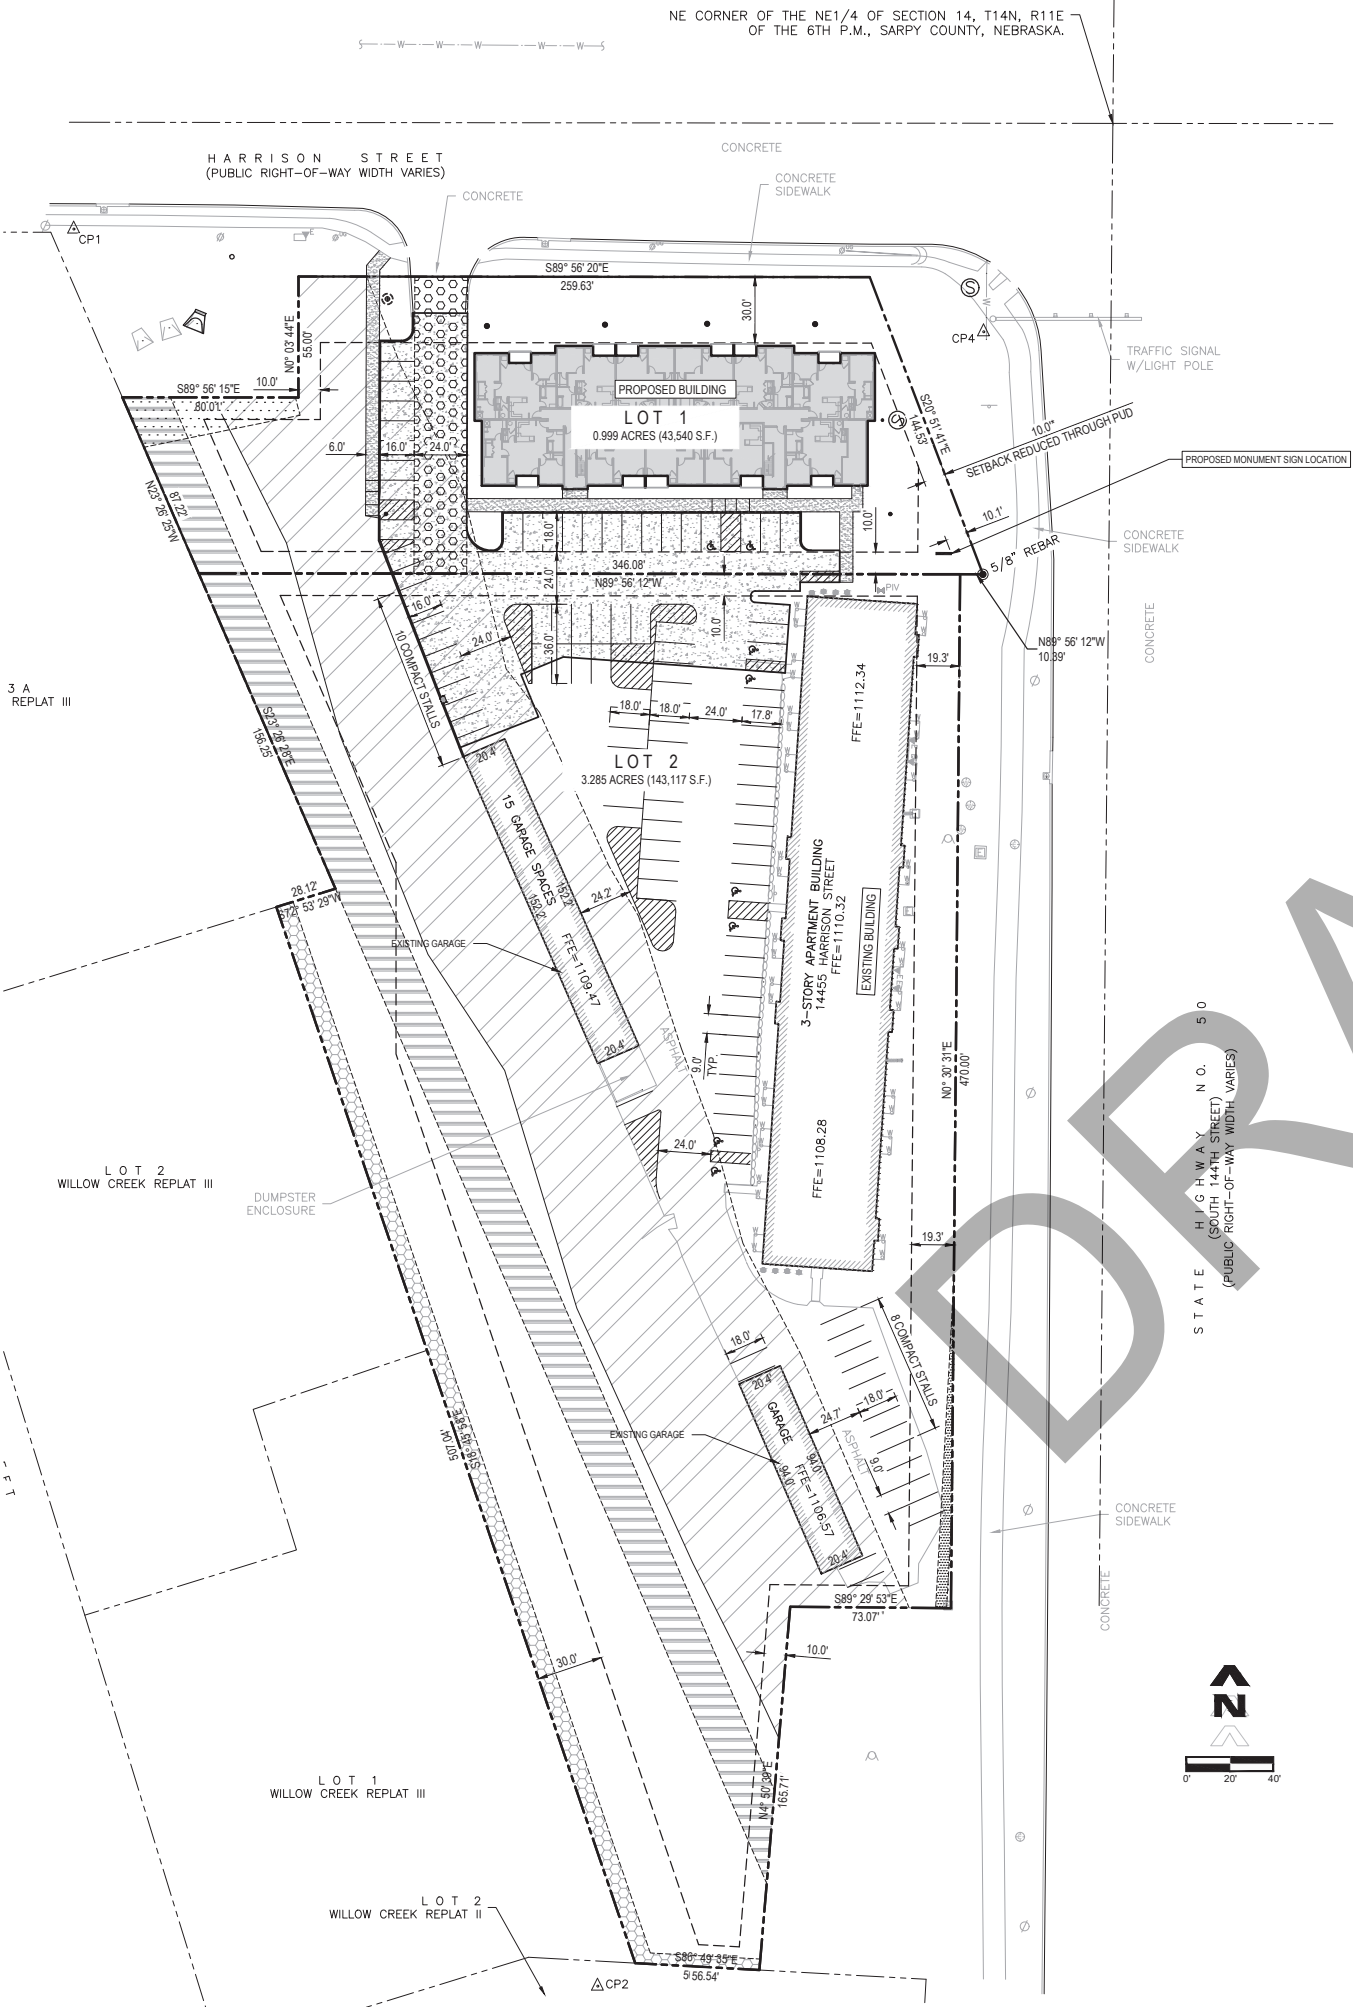 NE CORNER OF THE NE1/4 OF SECTION 14, T14N, R11E
OF THE 6TH P.M., SARPY COUNTY, NEBRASKA.
W W W W W
HARRISON STREET
(PUBLIC RIGHT-OF-WAY WIDTH VARIES)
CONCRETE
CONCRETE
SIDEWALK
CONCRETE
CP1
S89° 56' 20"E
259.63'
30.0'
S
CP4
TRAFFIC SIGNAL
W/LIGHT POLE
N0° 03' 44"E
55.00'
S89° 56' 15"E
80.01'
10.0'
PROPOSED BUILDING
LOT 1
0.999 ACRES (43,540 S.F.)
S
S20° 51' 41"E
144.53'
10.0'
SETBACK REDUCED THROUGH PUD
PROPOSED MONUMENT SIGN LOCATION
6.0'
16.0'
24.0'
N23° 26' 25"W
87.22'
18.0'
10.0'
10.1'
5/8" REBAR
CONCRETE
SIDEWALK
346.08'
N89° 56' 12"W
24.0'
PIV
16.0'
24.0'
36.0'
10.0'
10 COMPACT STALLS
N89° 56' 12"W
10.39'
CONCRETE
19.3'
3 A
REPLAT III
S23° 26' 28"E
156.25'
18.0'
18.0'
24.0'
17.8'
FFE=1112.34
LOT 2
3.285 ACRES (143,117 S.F.)
20.4'
15 GARAGE SPACES
152.2'
152.2'
FFE=1109.47
24.2'
28.12'
S72° 53' 29"W
EXISTING GARAGE
3-STORY APARTMENT BUILDING
14455 HARRISON STREET
FFE=1110.32
EXISTING BUILDING
20.4'
ASPHALT
9.0'
TYP.
N0° 30' 31"E
470.00'
STATE HIGHWAY NO. 50
(SOUTH 144TH STREET)
(PUBLIC RIGHT-OF-WAY WIDTH VARIES)
DRA
LOT 2
WILLOW CREEK REPLAT III
DUMPSTER
ENCLOSURE
24.0'
FFE=1108.28
19.3'
18.0'
8 COMPACT STALLS
20.4'
GARAGE
94.0'
94.0'
FFE=1106.57
24.7'
18.0'
ASPHALT
9.0'
EXISTING GARAGE
S18° 45' 58"E
507.04'
20.4'
CONCRETE
SIDEWALK
CONCRETE
S89° 29' 53"E
73.07'
10.0'
30.0'
N
0' 20' 40'
N4° 50' 39"E
165.71'
LOT 1
WILLOW CREEK REPLAT III
LOT 2
WILLOW CREEK REPLAT II
S86° 49' 35"E
56.54'
CP2